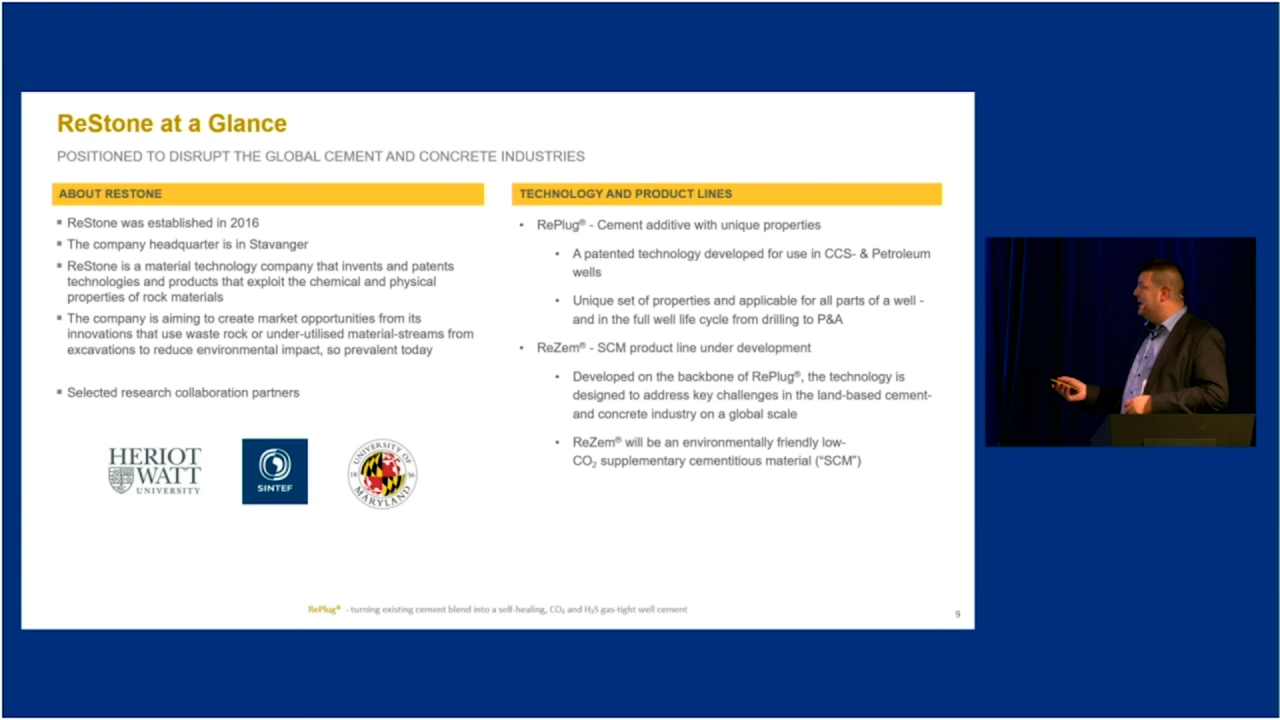 ReStone at a Glance
POSITIONED TO DISRUPT THE GLOBAL CEMENT AND CONCRETE INDUSTRIES
ABOUT RESTONE
▪ ReStone was established in 2016
▪ The company headquarter is in Stavanger
▪ ReStone is a material technology company that invents and patents
technologies and products that exploit the chemical and physical
properties of rock materials
▪ The company is aiming to create market opportunities from its
innovations that use waste rock or under-utilised material-streams from
excavations to reduce environmental impact, so prevalent today
▪ Selected research collaboration partners
HERIOT
WATT
UNIVERSITY
SINTEF
UNIVERSITY OF
MARYLAND
18 56
TECHNOLOGY AND PRODUCT LINES
• RePlug® - Cement additive with unique properties
• A patented technology developed for use in CCS- & Petroleum
wells
• Unique set of properties and applicable for all parts of a well -
and in the full well life cycle from drilling to P&A
• ReZem® - SCM product line under development
• Developed on the backbone of RePlug®, the technology is
designed to address key challenges in the land-based cement-
and concrete industry on a global scale
• ReZem® will be an environmentally friendly low-
CO₂ supplementary cementitious material (“SCM”)
RePlug® - turning existing cement blend into a self-healing, CO₂ and H₂S gas-tight well cement
9